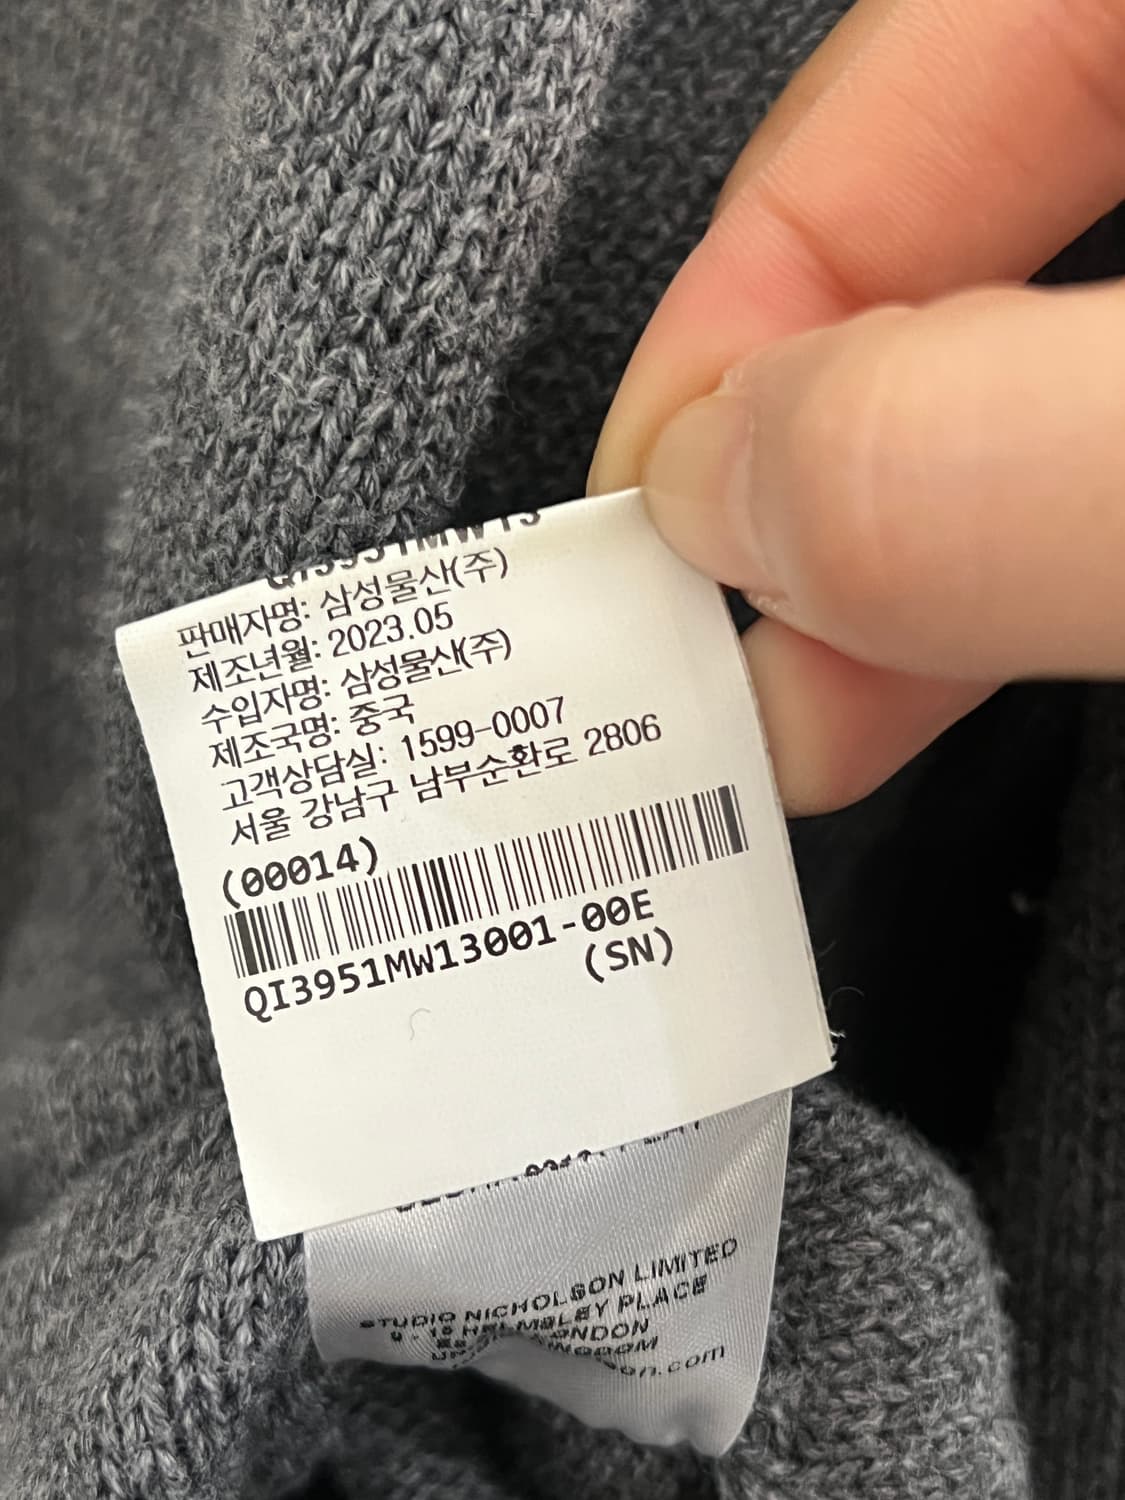 QI3951MW13
판매자명: 삼성물산(주)
제조년월: 2023.05
수입자명: 삼성물산(주)
제조국명: 중국
고객상담실: 1599-0007
서울 강남구 남부순환로 2806
(00014)
QI3951MW13001-00E
(SN)
STUDIO NICHOLSON LIMITED
PLACE
LONDON